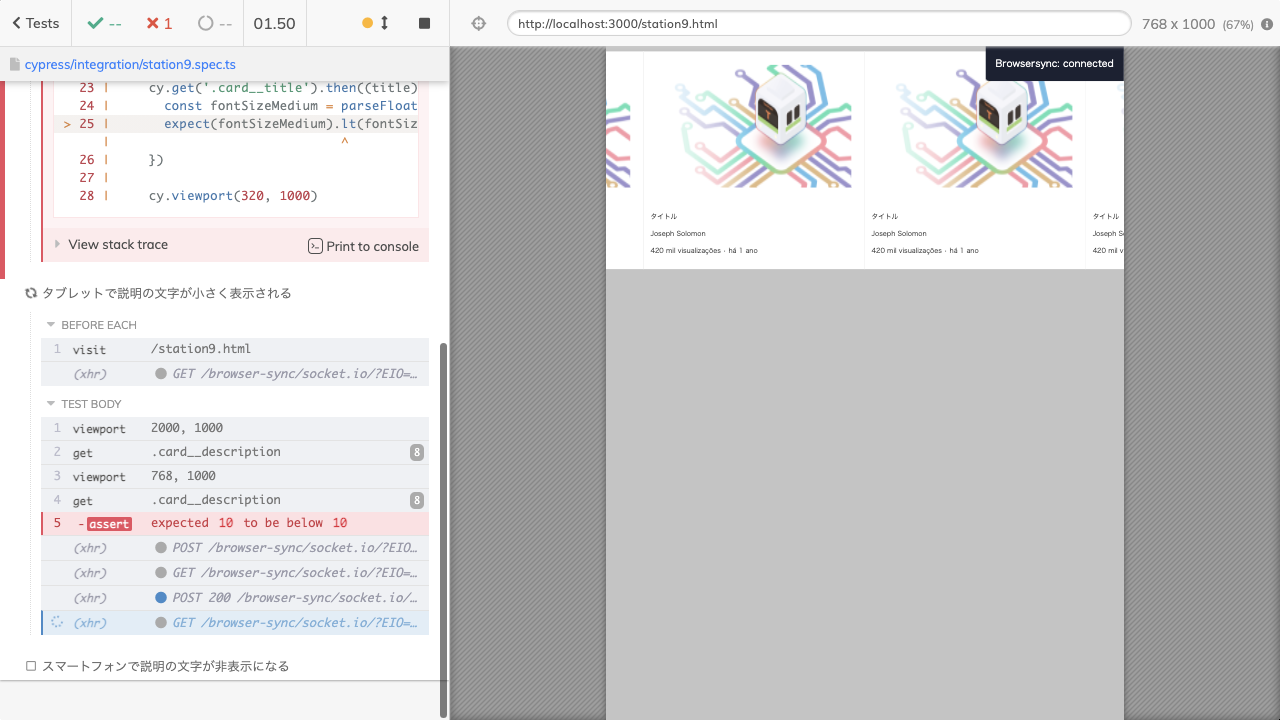 Tests
--
1
--
01.50
cypress/integration/station9.spec.ts
23 | cy.get('.card__title').then((title)
24 | const fontSizeMedium = parseFloat
> 25 | expect(fontSizeMedium).lt(fontSiz
| ^
26 | })
27 |
28 | cy.viewport(320, 1000)
View stack trace
Print to console
タブレットで説明の文字が小さく表示される
BEFORE EACH
1 visit /station9.html
(xhr) GET /browser-sync/socket.io/?EIO=…
TEST BODY
1 viewport 2000, 1000
2 get .card__description 8
3 viewport 768, 1000
4 get .card__description 8
5 -assert expected 10 to be below 10
(xhr) POST /browser-sync/socket.io/?EIO…
(xhr) GET /browser-sync/socket.io/?EIO=…
(xhr) POST 200 /browser-sync/socket.io/…
(xhr) GET /browser-sync/socket.io/?EIO=…
スマートフォンで説明の文字が非表示になる
http://localhost:3000/station9.html
768 x 1000 (67%)
Browsersync: connected
タイトル
Joseph Solomon
420 mil visualizações · há 1 ano
タイトル
Joseph Solomon
420 mil visualizações · há 1 ano
タイトル
Joseph S
420 mil v